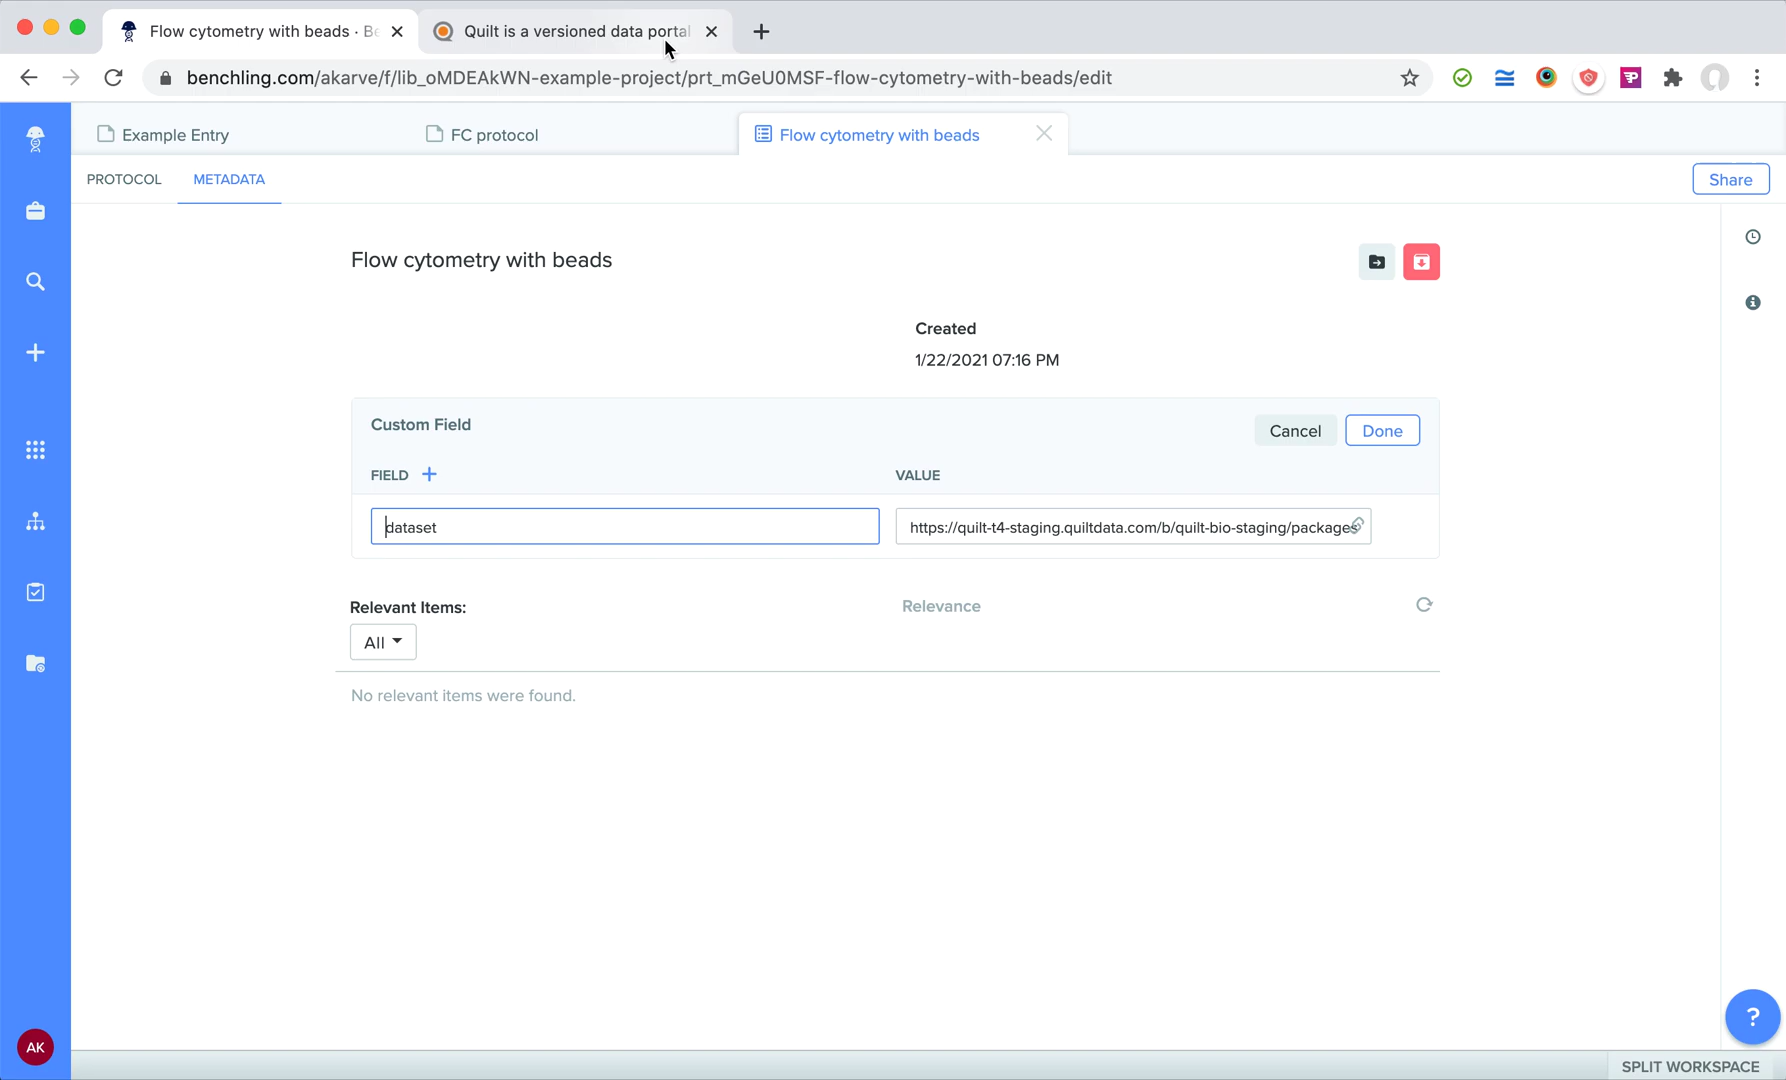 Flow cytometry with beads · Be
Quilt is a versioned data portal
benchling.com/akarve/f/lib_oMDEAkWN-example-project/prt_mGeU0MSF-flow-cytometry-with-beads/edit
Example Entry
FC protocol
Flow cytometry with beads
PROTOCOL
METADATA
Share
Flow cytometry with beads
Created
1/22/2021 07:16 PM
Custom Field
Cancel
Done
FIELD +
VALUE
dataset
https://quilt-t4-staging.quiltdata.com/b/quilt-bio-staging/packages
Relevant Items:
Relevance
All
No relevant items were found.
AK
?
SPLIT WORKSPACE